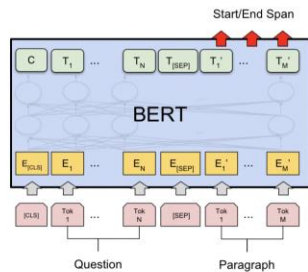 Start/End Span
C T1 ... TN T[SEP] T1' ... TM'
BERT
E[CLS] E1 ... EN E[SEP] E1' ... EM'
[CLS] Tok 1 ... Tok N [SEP] Tok 1 ... Tok M
Question Paragraph